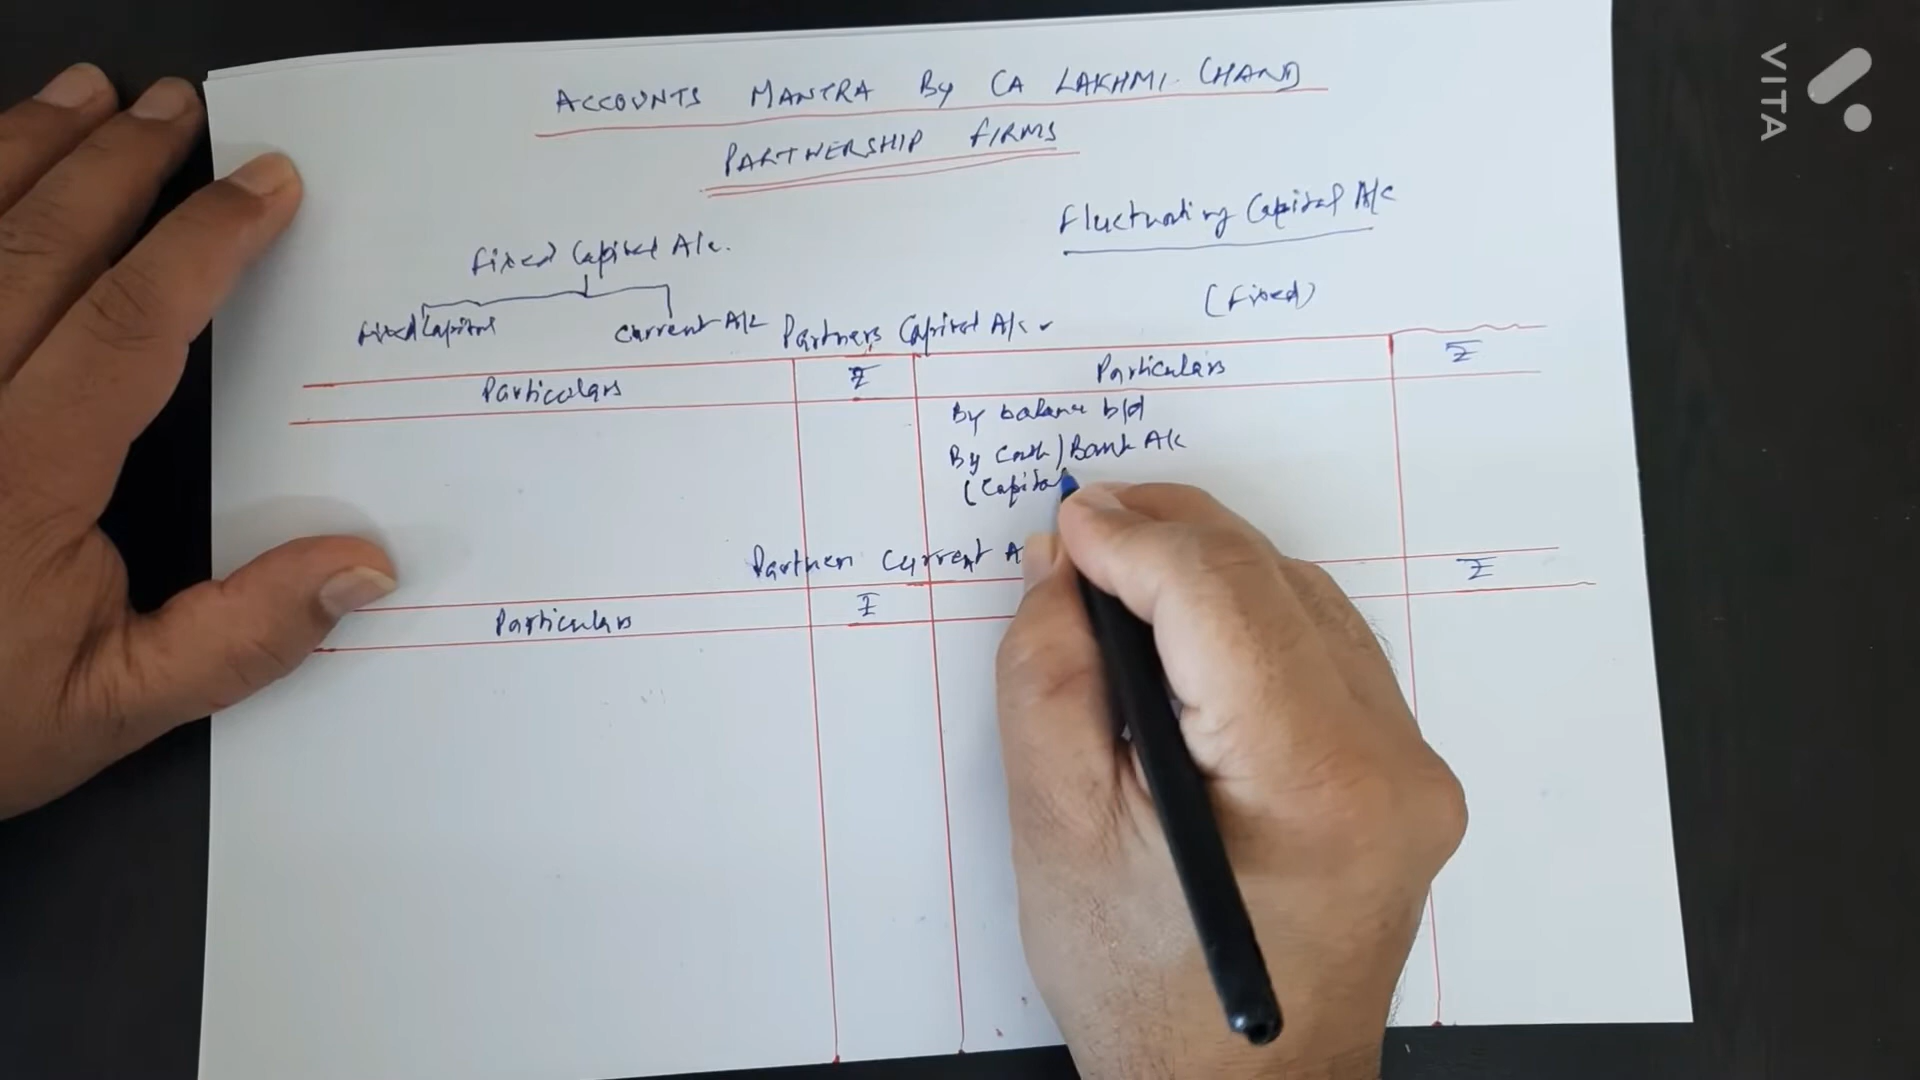 ACCOUNTS MANTRA By CA LAKHMI CHAND
PARTNERSHIP FIRMS
Fluctuating Capital A/c
Fixed Capital A/c.
(Fixed)
Fixed Capital Current A/c Partners Capital A/c
Particulars ₹ Particulars ₹
By balance b/d
By Cash/Bank A/c
(Capital
Partner Current A
Particulars ₹ ₹
VITA